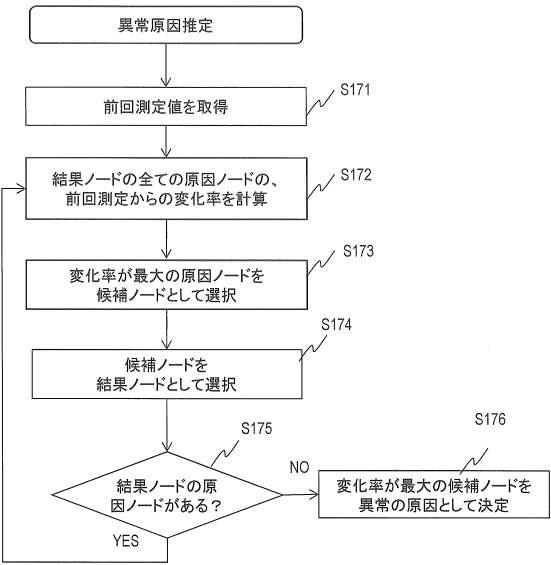 異常原因推定
前回測定値を取得
S171
結果ノードの全ての原因ノードの、
前回測定からの変化率を計算
S172
変化率が最大の原因ノードを
候補ノードとして選択
S173
候補ノードを
結果ノードとして選択
S174
結果ノードの原
因ノードがある?
S175
NO
YES
変化率が最大の候補ノードを
異常の原因として決定
S176